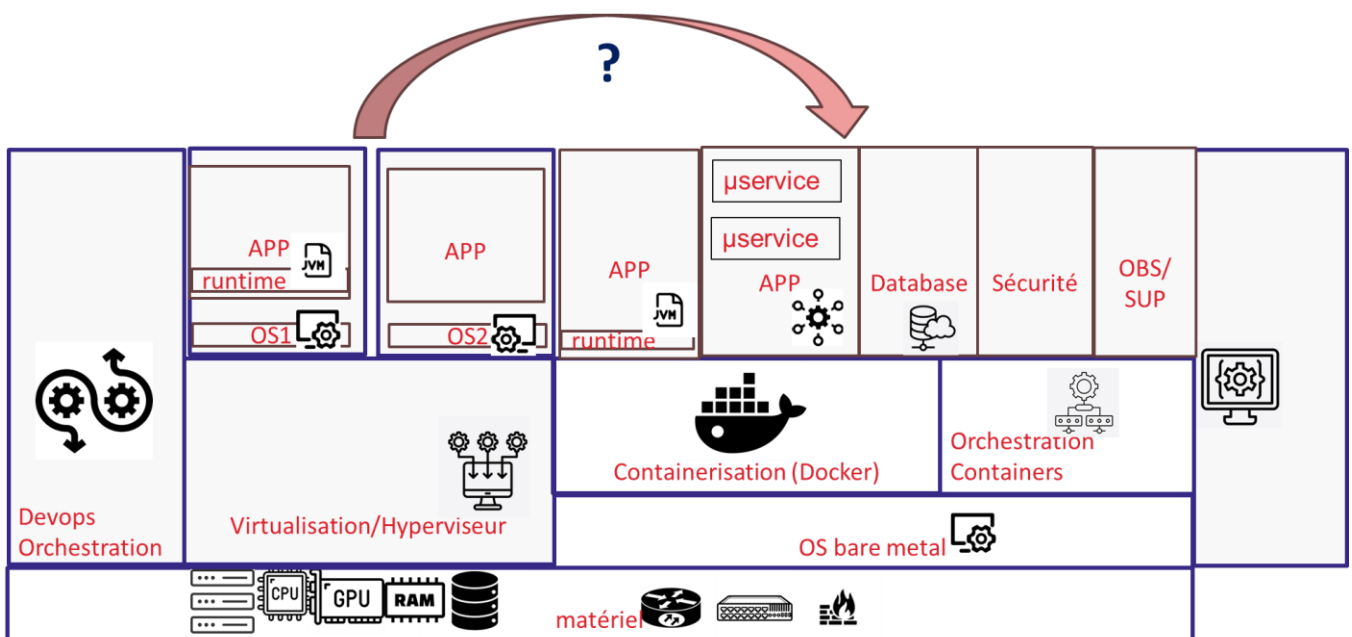 ?
µservice
µservice
APP
runtime
JVM
OS1
APP
OS2
APP
JVM
runtime
APP
Database
Sécurité
OBS/
SUP
Devops
Orchestration
Virtualisation/Hyperviseur
Containerisation (Docker)
Orchestration
Containers
OS bare metal
CPU
GPU
RAM
matériel